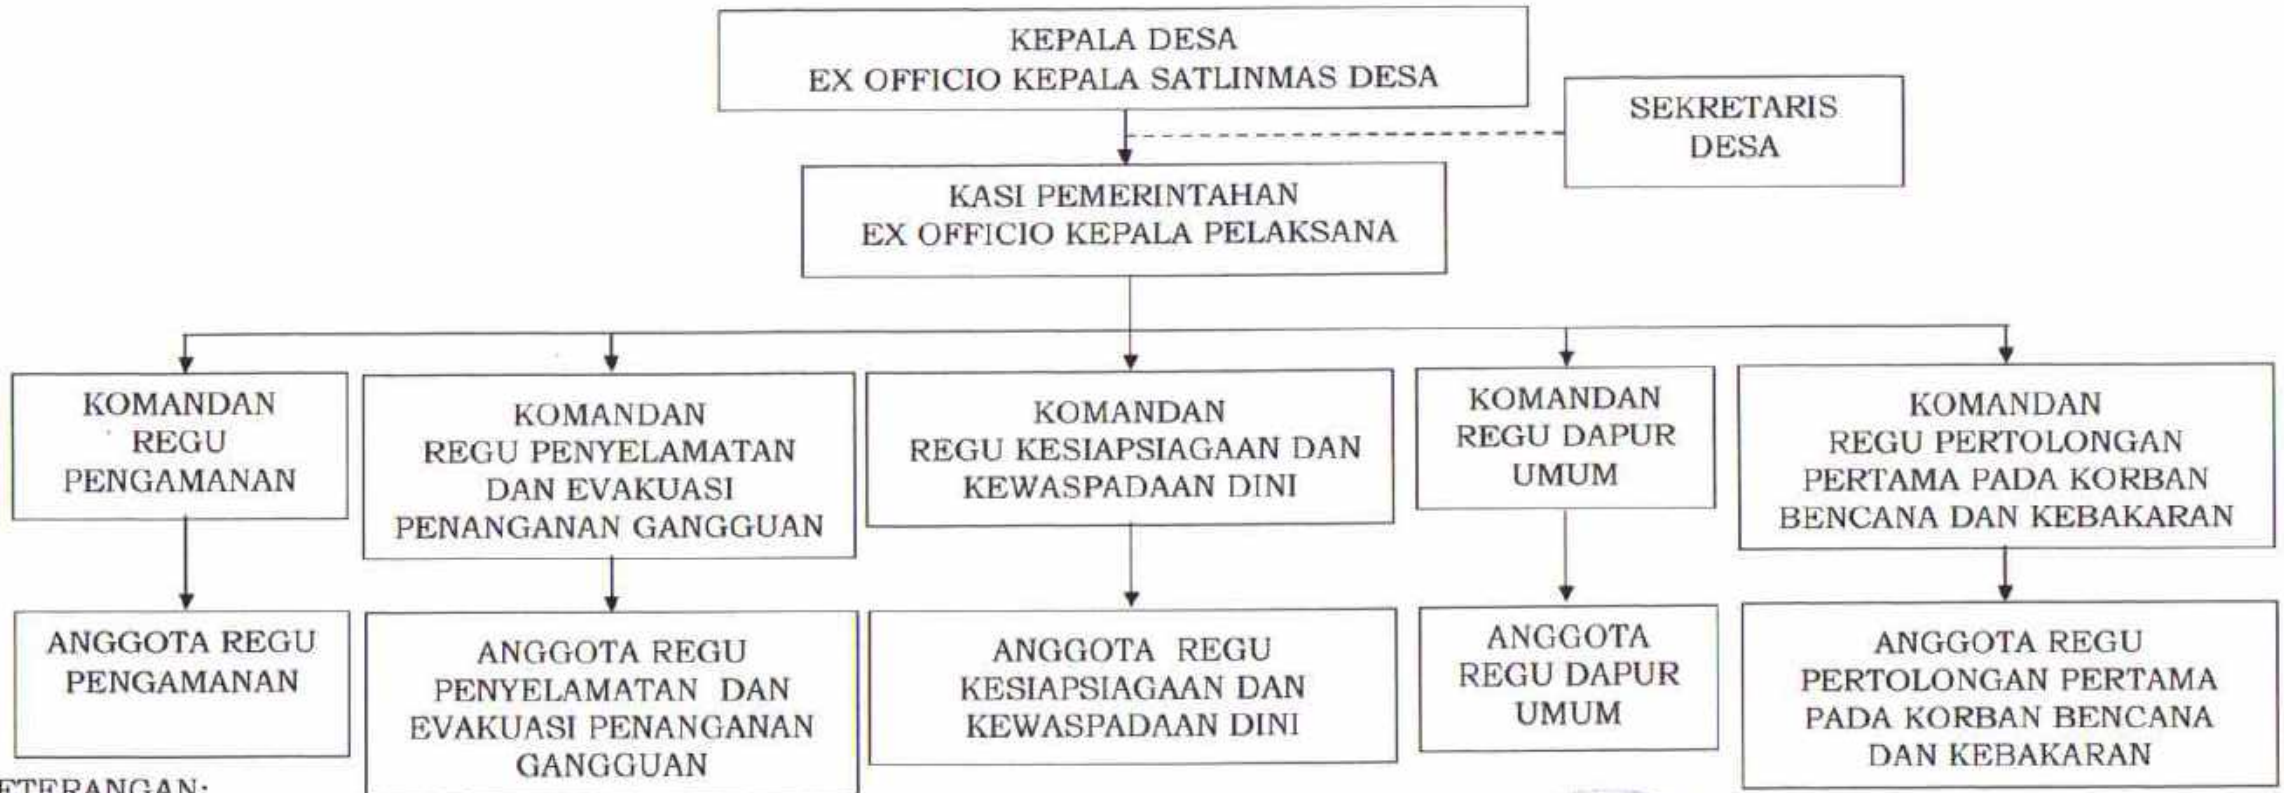 KEPALA DESA
EX OFFICIO KEPALA SATLINMAS DESA
SEKRETARIS
DESA
KASI PEMERINTAHAN
EX OFFICIO KEPALA PELAKSANA
KOMANDAN
REGU
PENGAMANAN
KOMANDAN
REGU PENYELAMATAN
DAN EVAKUASI
PENANGANAN GANGGUAN
KOMANDAN
REGU KESIAPSIAGAAN DAN
KEWASPADAAN DINI
KOMANDAN
REGU DAPUR
UMUM
KOMANDAN
REGU PERTOLONGAN
PERTAMA PADA KORBAN
BENCANA DAN KEBAKARAN
ANGGOTA REGU
PENGAMANAN
ANGGOTA REGU
PENYELAMATAN DAN
EVAKUASI PENANGANAN
GANGGUAN
ANGGOTA REGU
KESIAPSIAGAAN DAN
KEWASPADAAN DINI
ANGGOTA
REGU DAPUR
UMUM
ANGGOTA REGU
PERTOLONGAN PERTAMA
PADA KORBAN BENCANA
DAN KEBAKARAN
ETERANGAN: